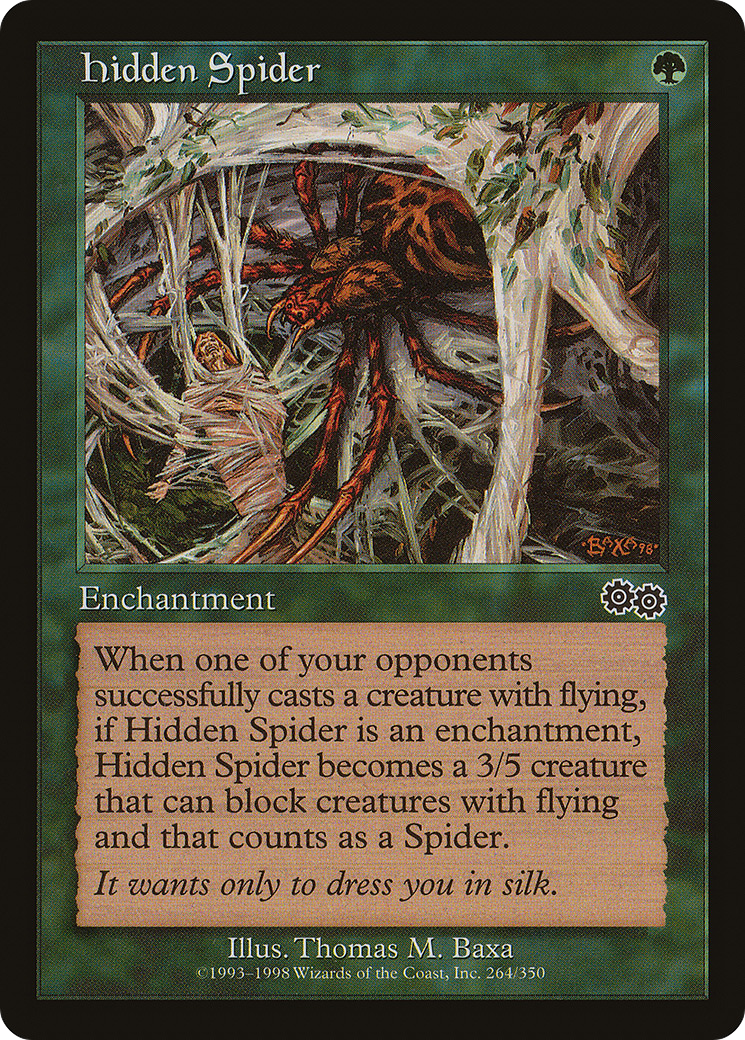 Hidden Spider
·BAXA98·
Enchantment
When one of your opponents
successfully casts a creature with flying,
if Hidden Spider is an enchantment,
Hidden Spider becomes a 3/5 creature
that can block creatures with flying
and that counts as a Spider.
It wants only to dress you in silk.
Illus. Thomas M. Baxa
©1993–1998 Wizards of the Coast, Inc. 264/350